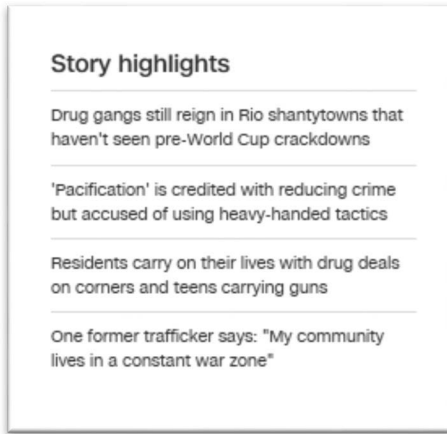 Story highlights
Drug gangs still reign in Rio shantytowns that
haven't seen pre-World Cup crackdowns
'Pacification' is credited with reducing crime
but accused of using heavy-handed tactics
Residents carry on their lives with drug deals
on corners and teens carrying guns
One former trafficker says: "My community
lives in a constant war zone"